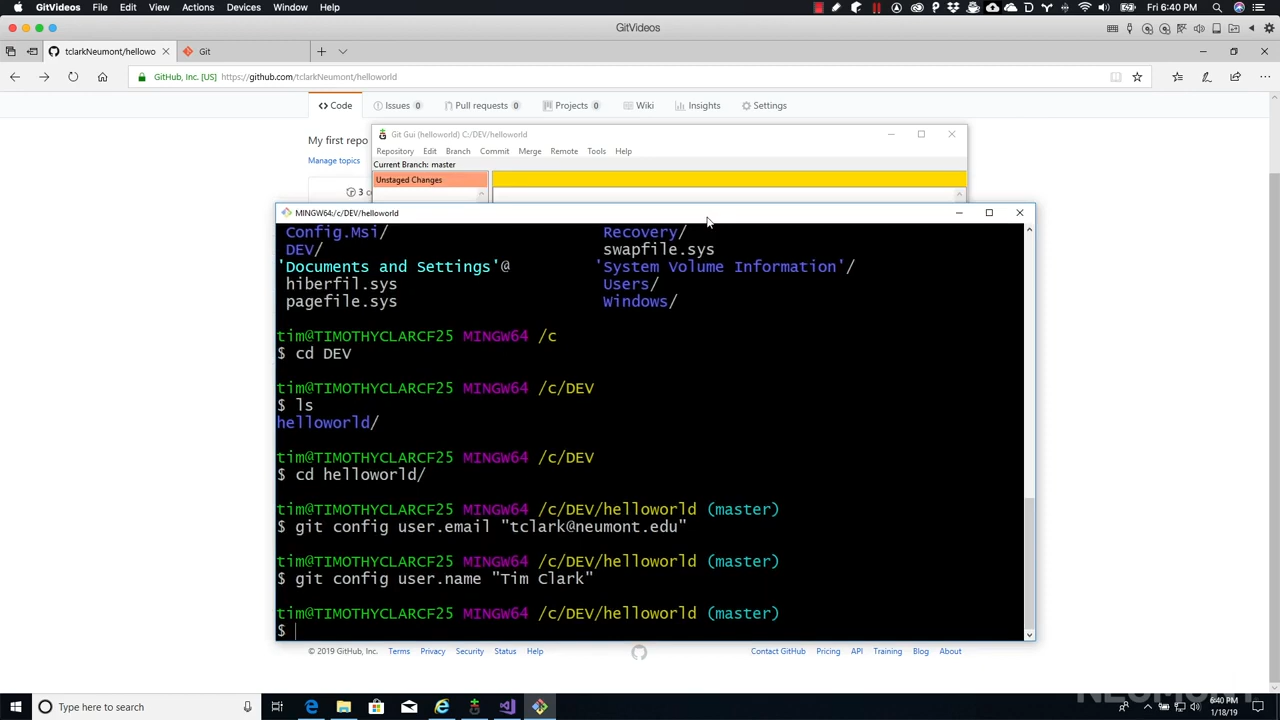 GitVideos File Edit View Actions Devices Window Help
Fri 6:40 PM
GitVideos
tclarkNeumont/hellowo
Git
GitHub, Inc. [US] https://github.com/tclarkNeumont/helloworld
<> Code Issues 0 Pull requests 0 Projects 0 Wiki Insights Settings
My first repo
Manage topics
3 c
Git Gui (helloworld) C:/DEV/helloworld
Repository Edit Branch Commit Merge Remote Tools Help
Current Branch: master
Unstaged Changes
MINGW64:/c/DEV/helloworld
Config.Msi/ Recovery/
DEV/ swapfile.sys
'Documents and Settings'@ 'System Volume Information'/
hiberfil.sys Users/
pagefile.sys Windows/
tim@TIMOTHYCLARCF25 MINGW64 /c
$ cd DEV
tim@TIMOTHYCLARCF25 MINGW64 /c/DEV
$ ls
helloworld/
tim@TIMOTHYCLARCF25 MINGW64 /c/DEV
$ cd helloworld/
tim@TIMOTHYCLARCF25 MINGW64 /c/DEV/helloworld (master)
$ git config user.email "tclark@neumont.edu"
tim@TIMOTHYCLARCF25 MINGW64 /c/DEV/helloworld (master)
$ git config user.name "Tim Clark"
tim@TIMOTHYCLARCF25 MINGW64 /c/DEV/helloworld (master)
$
© 2019 GitHub, Inc. Terms Privacy Security Status Help Contact GitHub Pricing API Training Blog About
Type here to search
6:40 PM
1/18/19